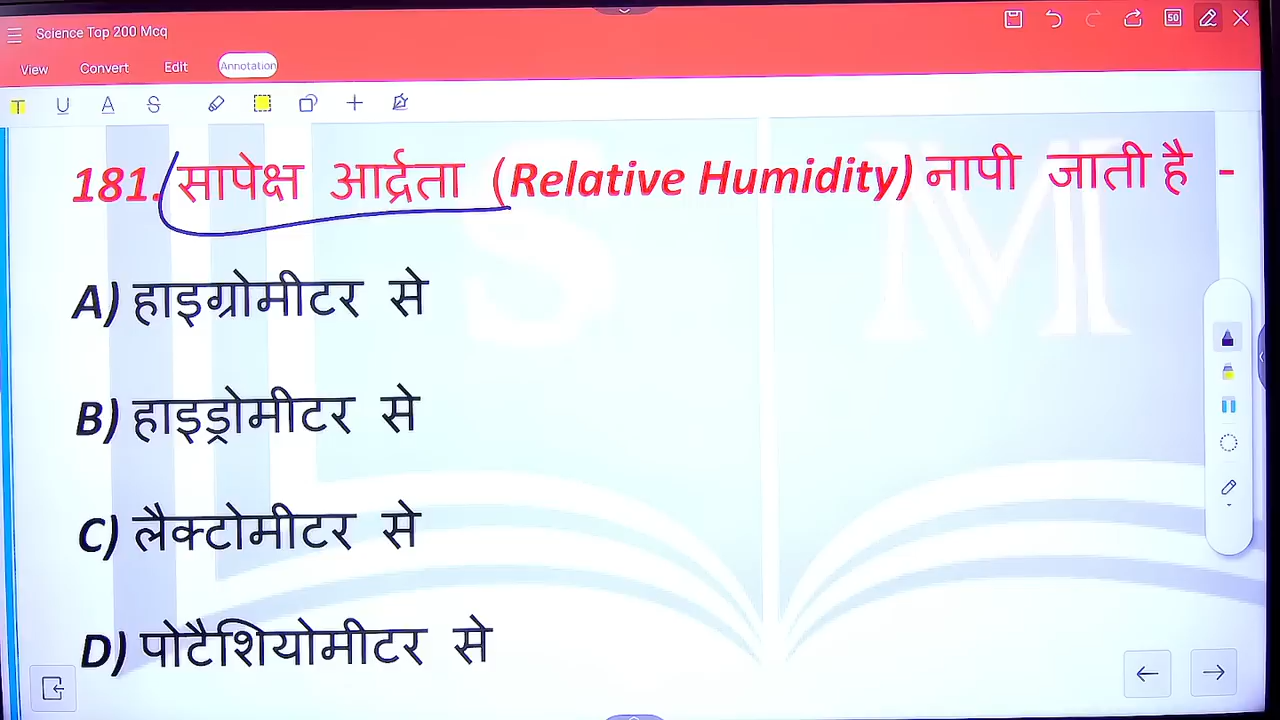 Science Top 200 Mcq
50
View Convert Edit Annotation
T U A S
181. सापेक्ष आर्द्रता (Relative Humidity) नापी जाती है -
S M
A) हाइग्रोमीटर से
B) हाइड्रोमीटर से
C) लैक्टोमीटर से
D) पोटैशियोमीटर से